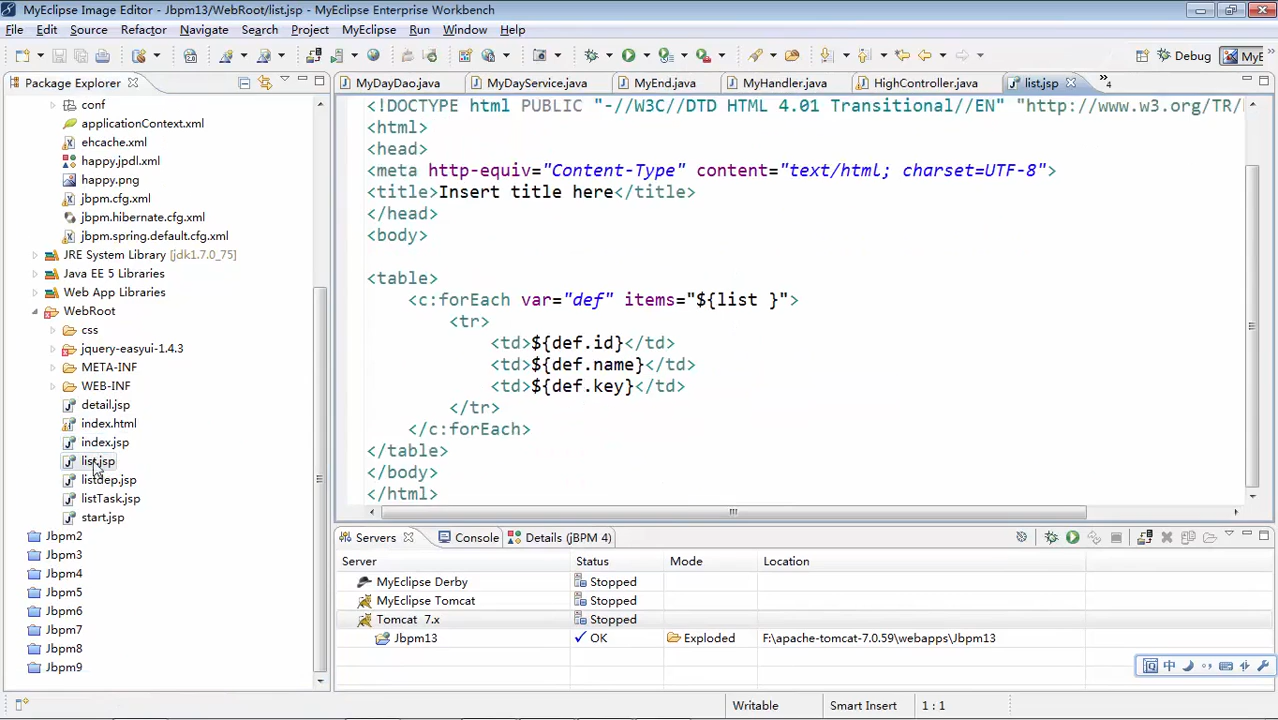 MyEclipse Image Editor - Jbpm13/WebRoot/list.jsp - MyEclipse Enterprise Workbench
File Edit Source Refactor Navigate Search Project MyEclipse Run Window Help
Debug MyE
Package Explorer
MyDayDao.java MyDayService.java MyEnd.java MyHandler.java HighController.java list.jsp 4
conf
applicationContext.xml
ehcache.xml
happy.jpdl.xml
happy.png
jbpm.cfg.xml
jbpm.hibernate.cfg.xml
jbpm.spring.default.cfg.xml
JRE System Library [jdk1.7.0_75]
Java EE 5 Libraries
Web App Libraries
WebRoot
css
jquery-easyui-1.4.3
META-INF
WEB-INF
detail.jsp
index.html
index.jsp
list.jsp
listdep.jsp
listTask.jsp
start.jsp
Jbpm2
Jbpm3
Jbpm4
Jbpm5
Jbpm6
Jbpm7
Jbpm8
Jbpm9
<!DOCTYPE html PUBLIC "-//W3C//DTD HTML 4.01 Transitional//EN" "http://www.w3.org/TR/
<html>
<head>
<meta http-equiv="Content-Type" content="text/html; charset=UTF-8">
<title>Insert title here</title>
</head>
<body>
<table>
<c:forEach var="def" items="${list }">
<tr>
<td>${def.id}</td>
<td>${def.name}</td>
<td>${def.key}</td>
</tr>
</c:forEach>
</table>
</body>
</html>
Servers Console Details (jBPM 4)
Server Status Mode Location
MyEclipse Derby Stopped
MyEclipse Tomcat Stopped
Tomcat 7.x Stopped
Jbpm13 OK Exploded F:\apache-tomcat-7.0.59\webapps\Jbpm13
中
Writable Smart Insert 1 : 1